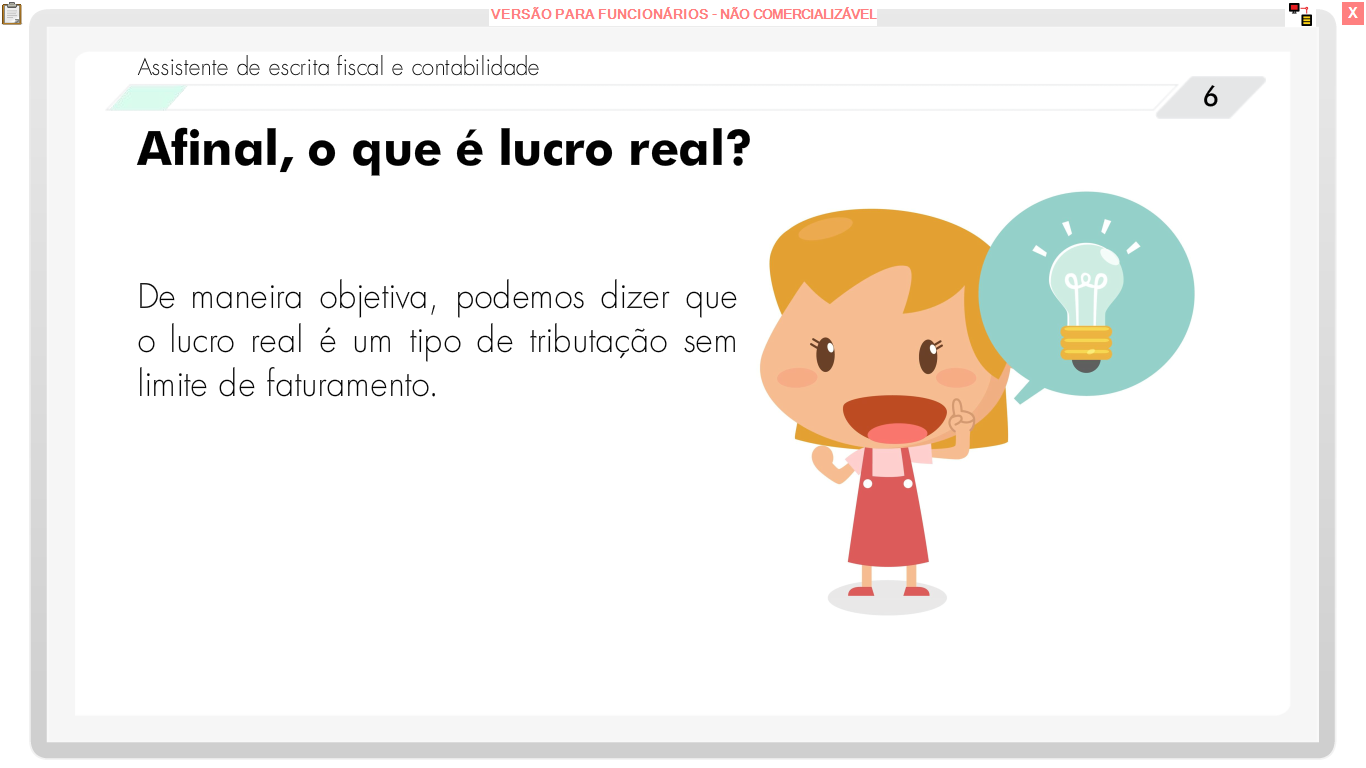 VERSÃO PARA FUNCIONÁRIOS - NÃO COMERCIALIZÁVEL
X
Assistente de escrita fiscal e contabilidade
6
Afinal, o que é lucro real?
De maneira objetiva, podemos dizer que
o lucro real é um tipo de tributação sem
limite de faturamento.